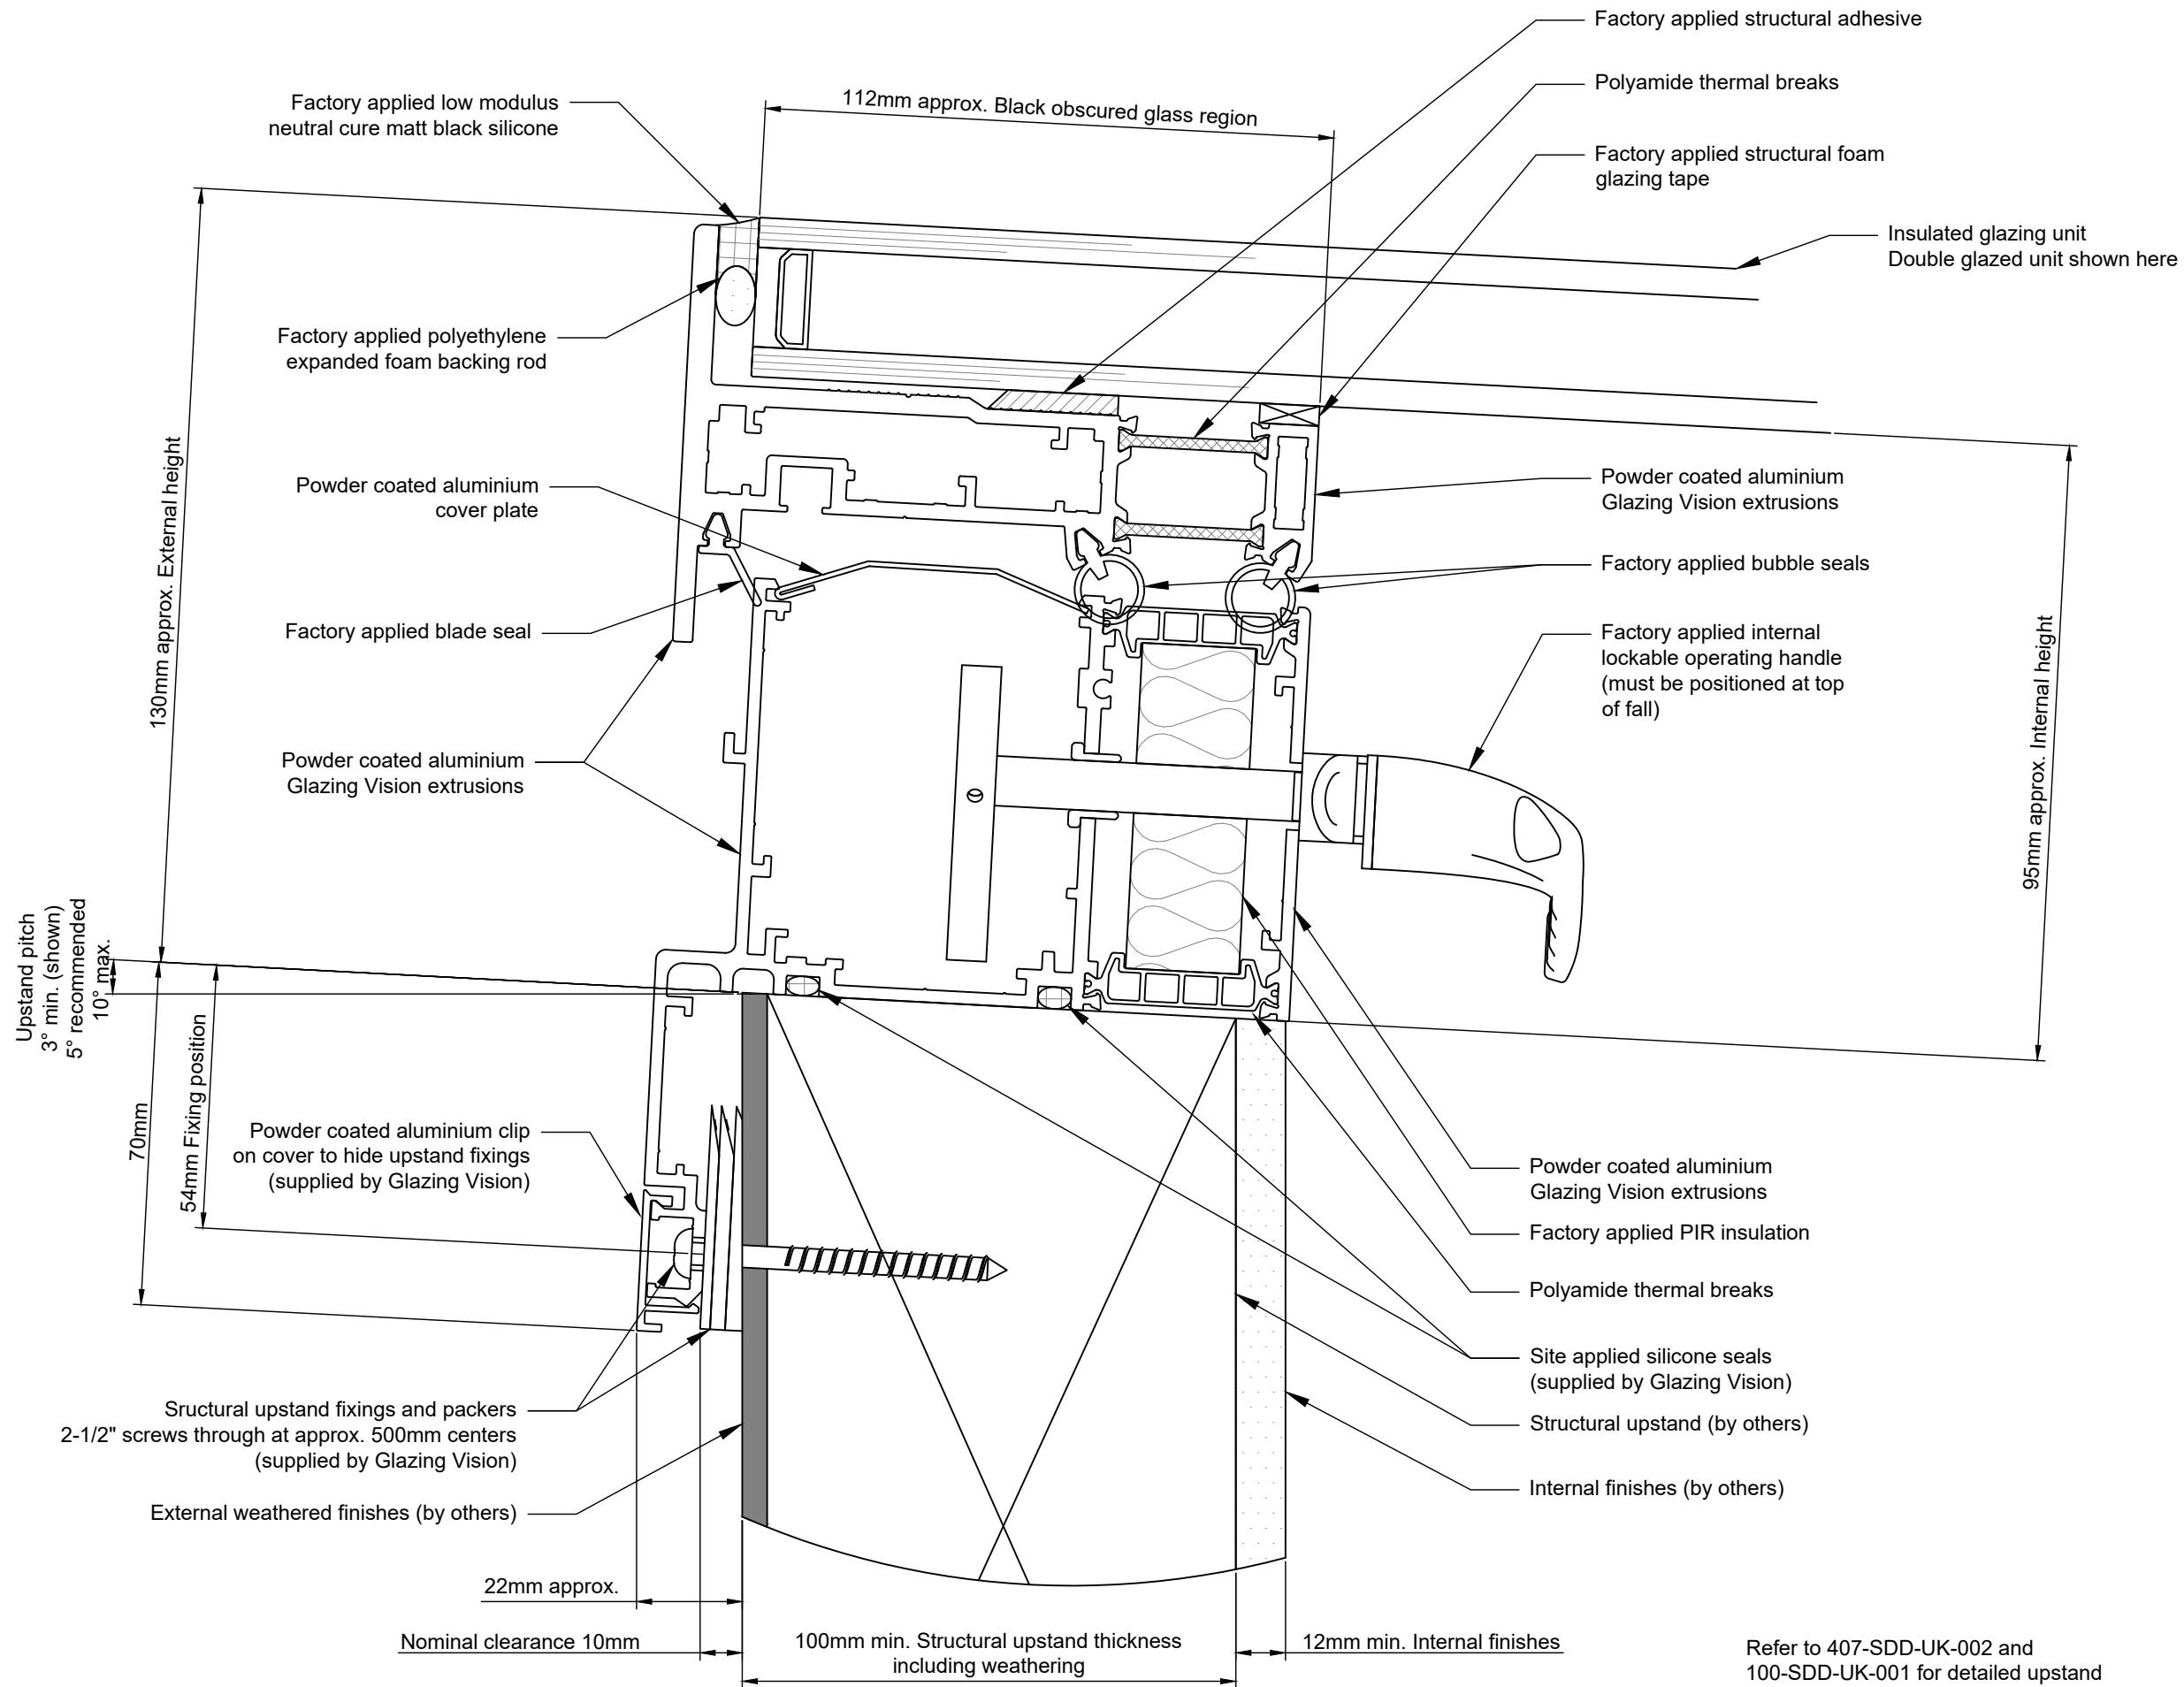 Factory applied structural adhesive
Polyamide thermal breaks
Factory applied structural foam
glazing tape
Insulated glazing unit
Double glazed unit shown here
112mm approx. Black obscured glass region
Factory applied low modulus
neutral cure matt black silicone
Factory applied polyethylene
expanded foam backing rod
Powder coated aluminium
cover plate
Factory applied blade seal
Powder coated aluminium
Glazing Vision extrusions
130mm approx. External height
Upstand pitch
3° min. (shown)
5° recommended
10° max.
70mm
54mm Fixing position
Powder coated aluminium clip
on cover to hide upstand fixings
(supplied by Glazing Vision)
Sructural upstand fixings and packers
2-1/2" screws through at approx. 500mm centers
(supplied by Glazing Vision)
External weathered finishes (by others)
22mm approx.
Nominal clearance 10mm
100mm min. Structural upstand thickness
including weathering
12mm min. Internal finishes
Powder coated aluminium
Glazing Vision extrusions
Factory applied bubble seals
Factory applied internal
lockable operating handle
(must be positioned at top
of fall)
95mm approx. Internal height
Powder coated aluminium
Glazing Vision extrusions
Factory applied PIR insulation
Polyamide thermal breaks
Site applied silicone seals
(supplied by Glazing Vision)
Structural upstand (by others)
Internal finishes (by others)
Refer to 407-SDD-UK-002 and
100-SDD-UK-001 for detailed upstand